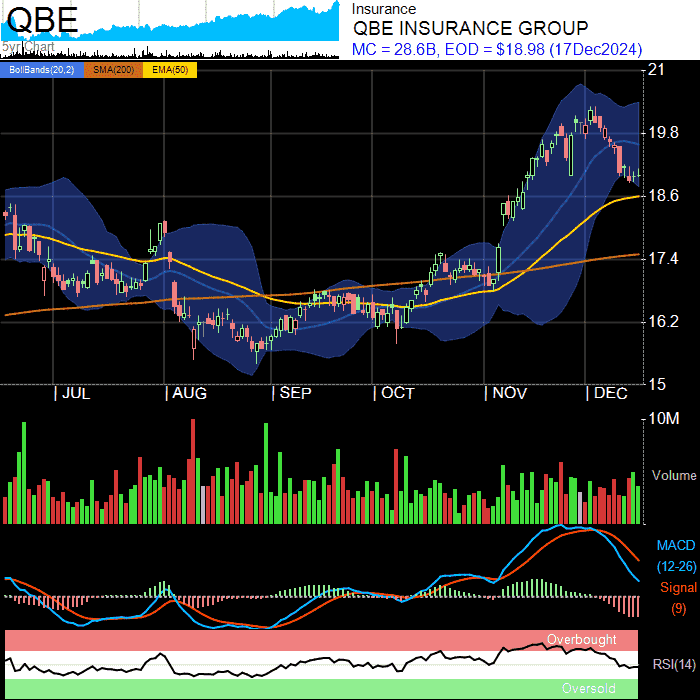 QBE
5yr Chart
Insurance
QBE INSURANCE GROUP
MC = 28.6B, EOD = $18.98 (17Dec2024)
BollBands(20,2) SMA(200) EMA(50)
21
19.8
18.6
17.4
16.2
15
JUL AUG SEP OCT NOV DEC
10M
Volume
MACD
(12-26)
Signal
(9)
Overbought
RSI(14)
Oversold